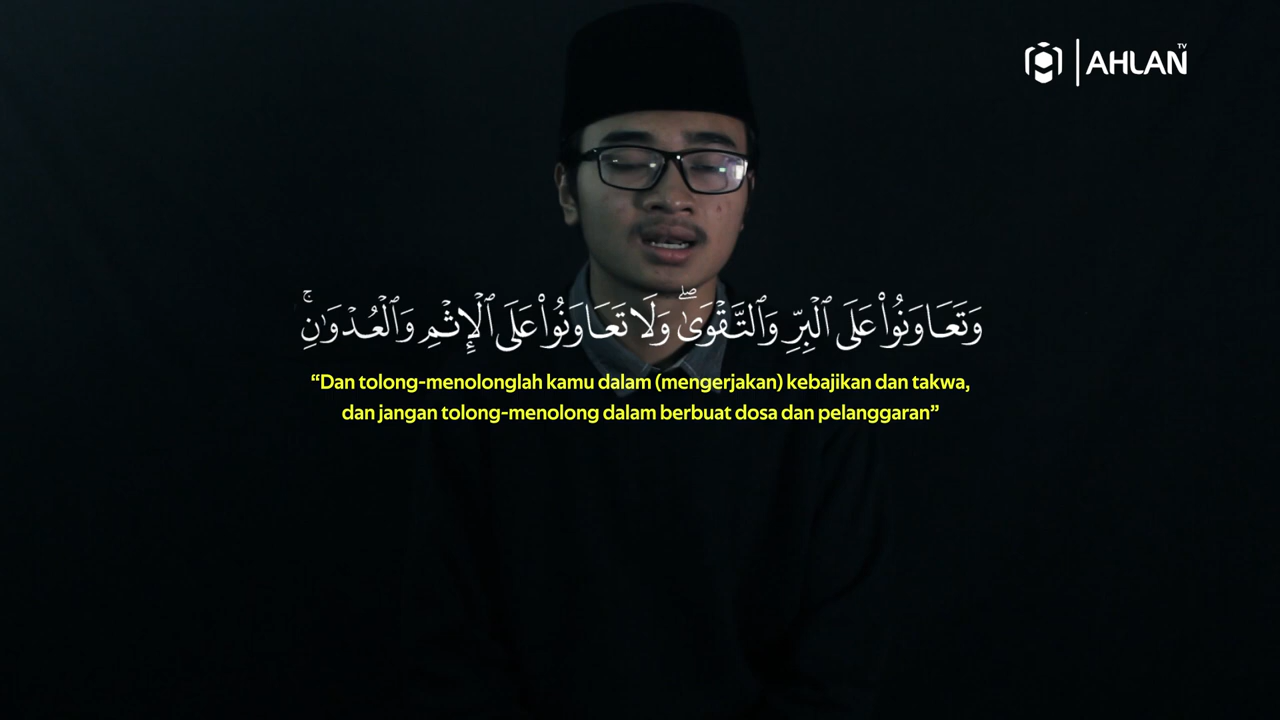 AHLAN TV
وَتَعَاوَنُوا۟ عَلَى ٱلْبِرِّ وَٱلتَّقْوَىٰ ۖ وَلَا تَعَاوَنُوا۟ عَلَى ٱلْإِثْمِ وَٱلْعُدْوَٰنِ ۚ
“Dan tolong-menolonglah kamu dalam (mengerjakan) kebajikan dan takwa,
dan jangan tolong-menolong dalam berbuat dosa dan pelanggaran”